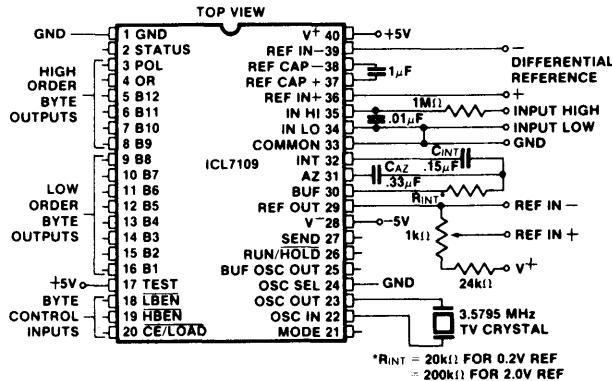 TOP VIEW
GND 1 GND V+ 40 +5V
2 STATUS REF IN- 39 - DIFFERENTIAL REFERENCE
HIGH ORDER BYTE OUTPUTS
3 POL REF CAP- 38
4 OR REF CAP + 37 1µF
5 B12 REF IN+ 36 +
6 B11 IN HI 35 1MΩ INPUT HIGH
7 B10 IN LO 34 .01µF INPUT LOW
8 B9 COMMON 33 GND
LOW ORDER BYTE OUTPUTS
9 B8 INT 32 CINT .15µF
10 B7 AZ 31 CAZ .33µF
11 B6 BUF 30 RINT*
12 B5 REF OUT 29 REF IN -
13 B4 V- 28 -5V
14 B3 SEND 27 1kΩ REF IN +
15 B2 RUN/HOLD 26
16 B1 BUF OSC OUT 25 24kΩ V+
ICL7109
+5V 17 TEST OSC SEL 24 GND
BYTE CONTROL INPUTS
18 LBEN OSC OUT 23
19 HBEN OSC IN 22
20 CE/LOAD MODE 21
3.5795 MHz
TV CRYSTAL
*RINT = 20kΩ FOR 0.2V REF
= 200kΩ FOR 2.0V REF